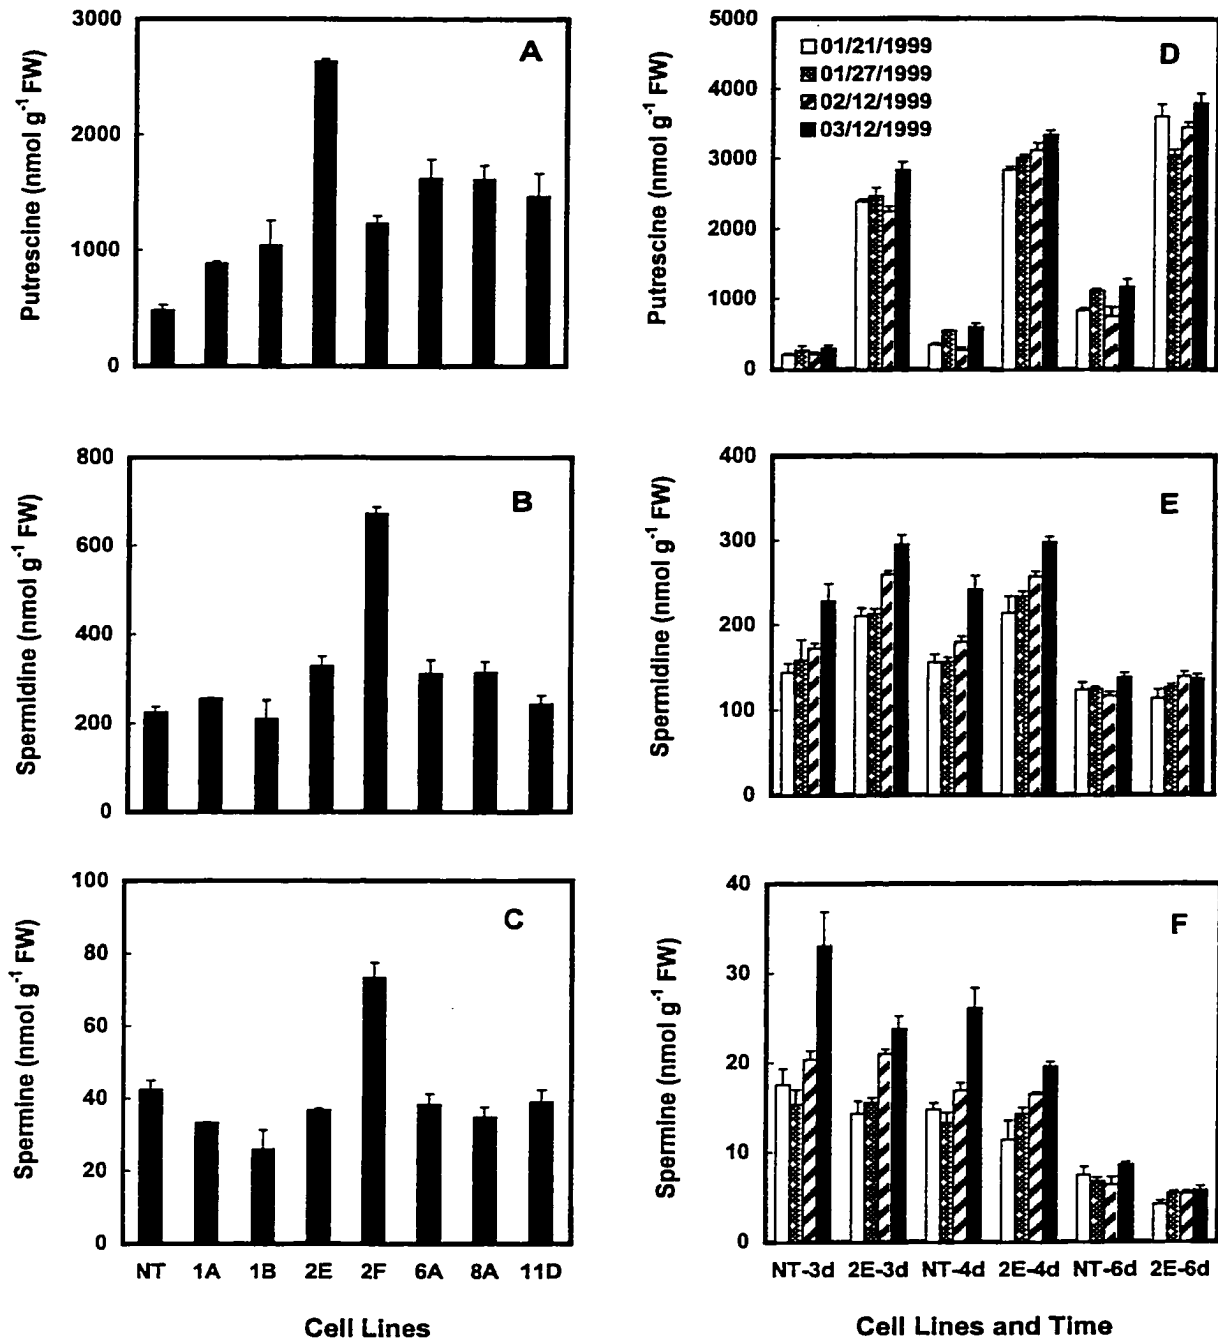 A
Putrescine (nmol g⁻¹ FW)
3000
2000
1000
0
B
Spermidine (nmol g⁻¹ FW)
800
600
400
200
0
C
Spermine (nmol g⁻¹ FW)
100
80
60
40
20
0
NT 1A 1B 2E 2F 6A 8A 11D
Cell Lines
D
Putrescine (nmol g⁻¹ FW)
5000
4000
3000
2000
1000
0
01/21/1999
01/27/1999
02/12/1999
03/12/1999
E
Spermidine (nmol g⁻¹ FW)
400
300
200
100
0
F
Spermine (nmol g⁻¹ FW)
40
30
20
10
0
NT-3d 2E-3d NT-4d 2E-4d NT-6d 2E-6d
Cell Lines and Time